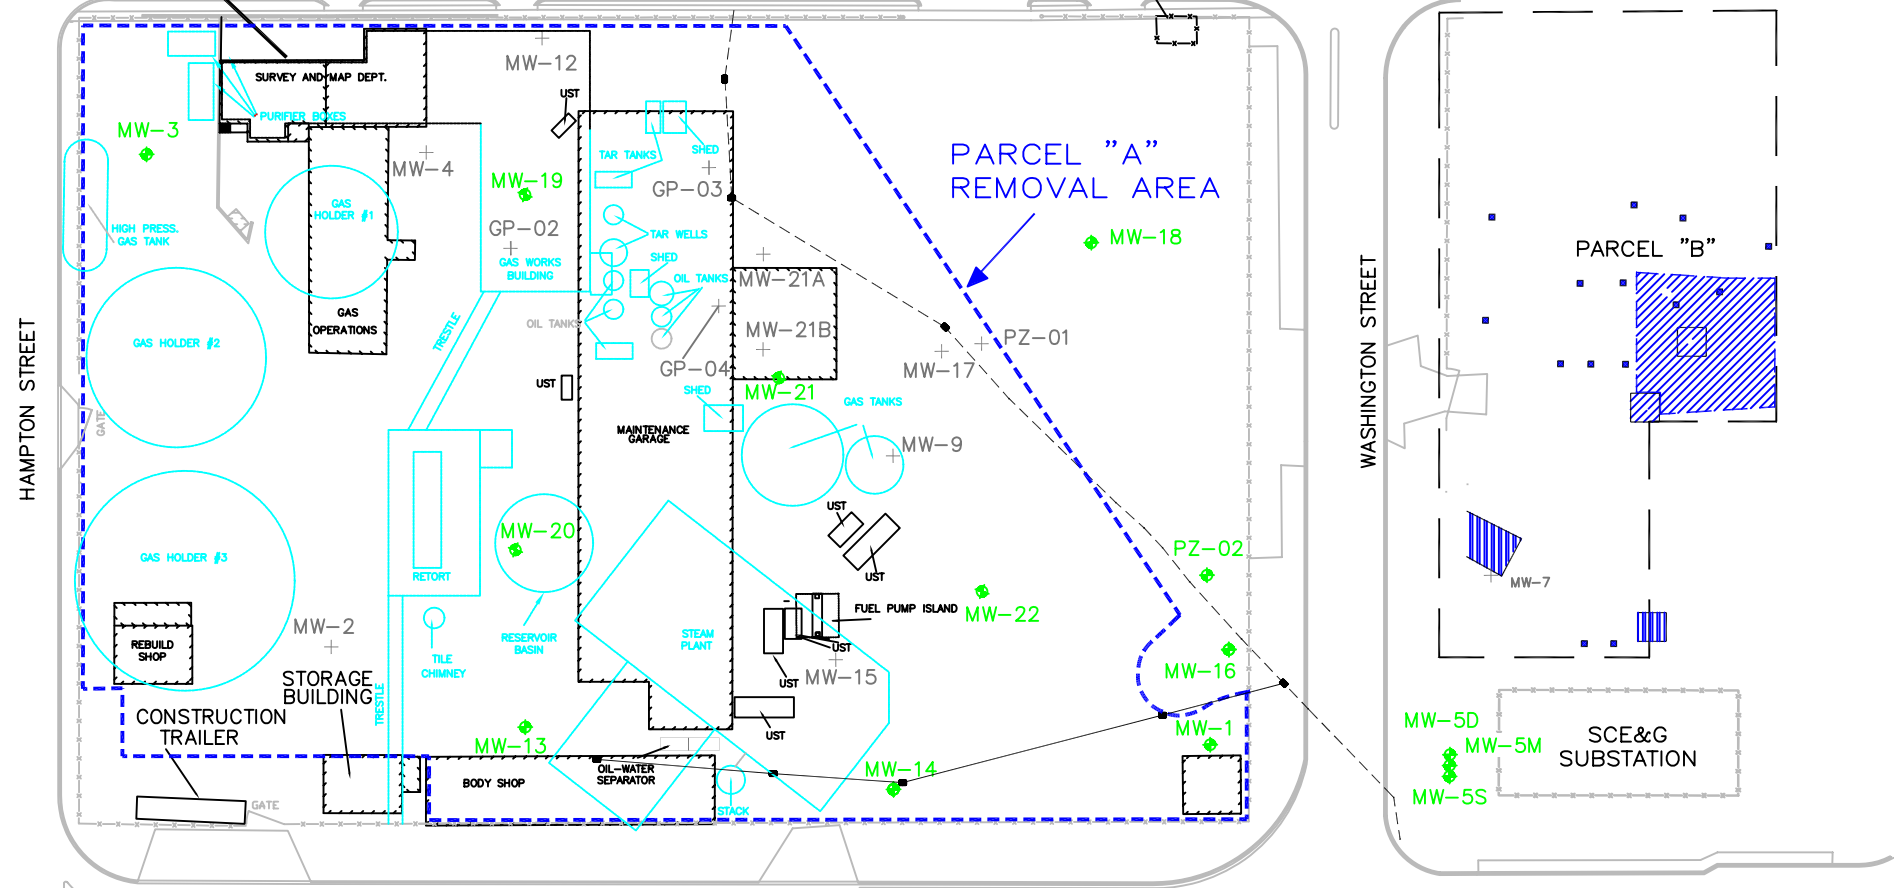 MW-12
SURVEY AND MAP DEPT.
UST
PURIFIER BOXES
MW-3
MW-4
MW-19
TAR TANKS
SHED
GP-03
PARCEL "A"
REMOVAL AREA
GAS
HOLDER #1
HIGH PRESS.
GAS TANK
GP-02
GAS WORKS
BUILDING
TAR WELLS
SHED
OIL TANKS
MW-21A
MW-18
PARCEL "B"
GAS
OPERATIONS
TRESTLE
OIL TANKS
MW-21B
PZ-01
GAS HOLDER #2
GP-04
MW-17
HAMPTON STREET
WASHINGTON STREET
GATE
UST
SHED
MW-21
GAS TANKS
MAINTENANCE
GARAGE
MW-9
UST
MW-20
GAS HOLDER #3
RETORT
UST
PZ-02
MW-7
FUEL PUMP ISLAND
MW-22
REBUILD
SHOP
MW-2
TILE
CHIMNEY
RESERVOIR
BASIN
STEAM
PLANT
UST
MW-15
UST
MW-16
STORAGE
BUILDING
TRESTLE
CONSTRUCTION
TRAILER
MW-13
UST
MW-1
MW-5D
MW-5M
MW-5S
SCE&G
SUBSTATION
GATE
BODY SHOP
OIL-WATER
SEPARATOR
MW-14
STACK